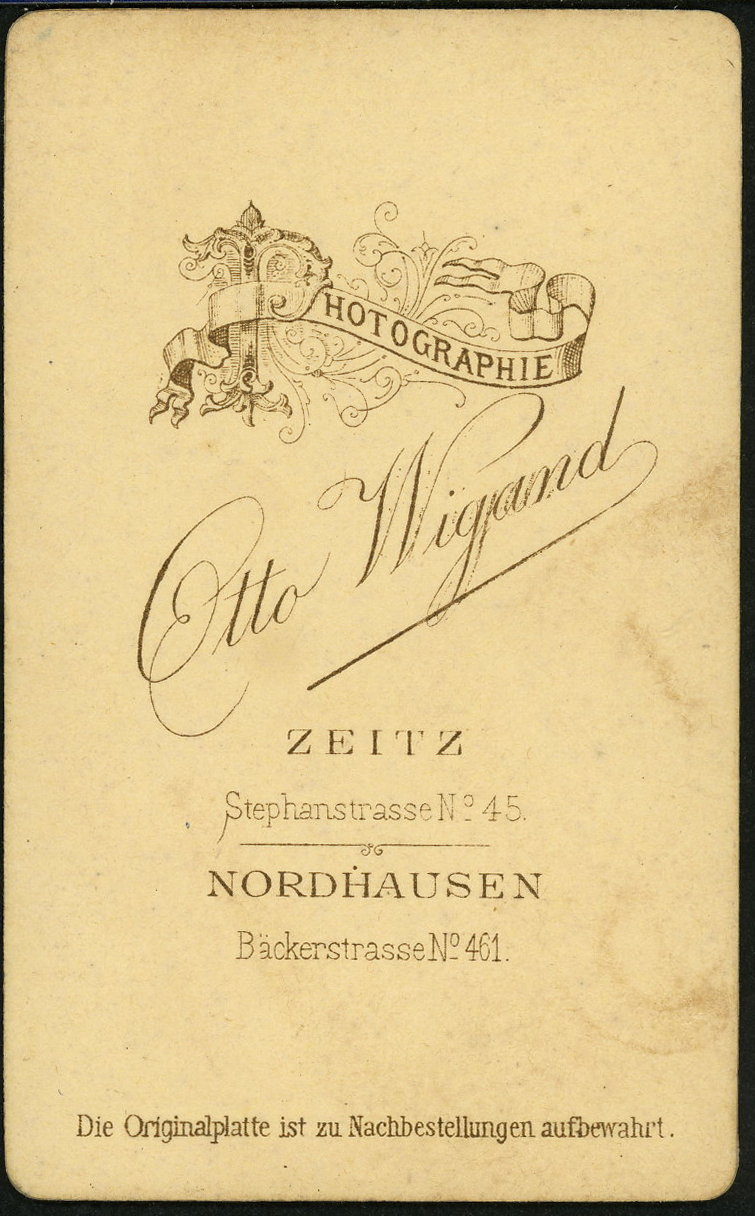 PHOTOGRAPHIE
Otto Wigand
ZEITZ
Stephanstrasse No 45.
NORDHAUSEN
Bäckerstrasse No 461.
Die Originalplatte ist zu Nachbestellungen aufbewahrt.